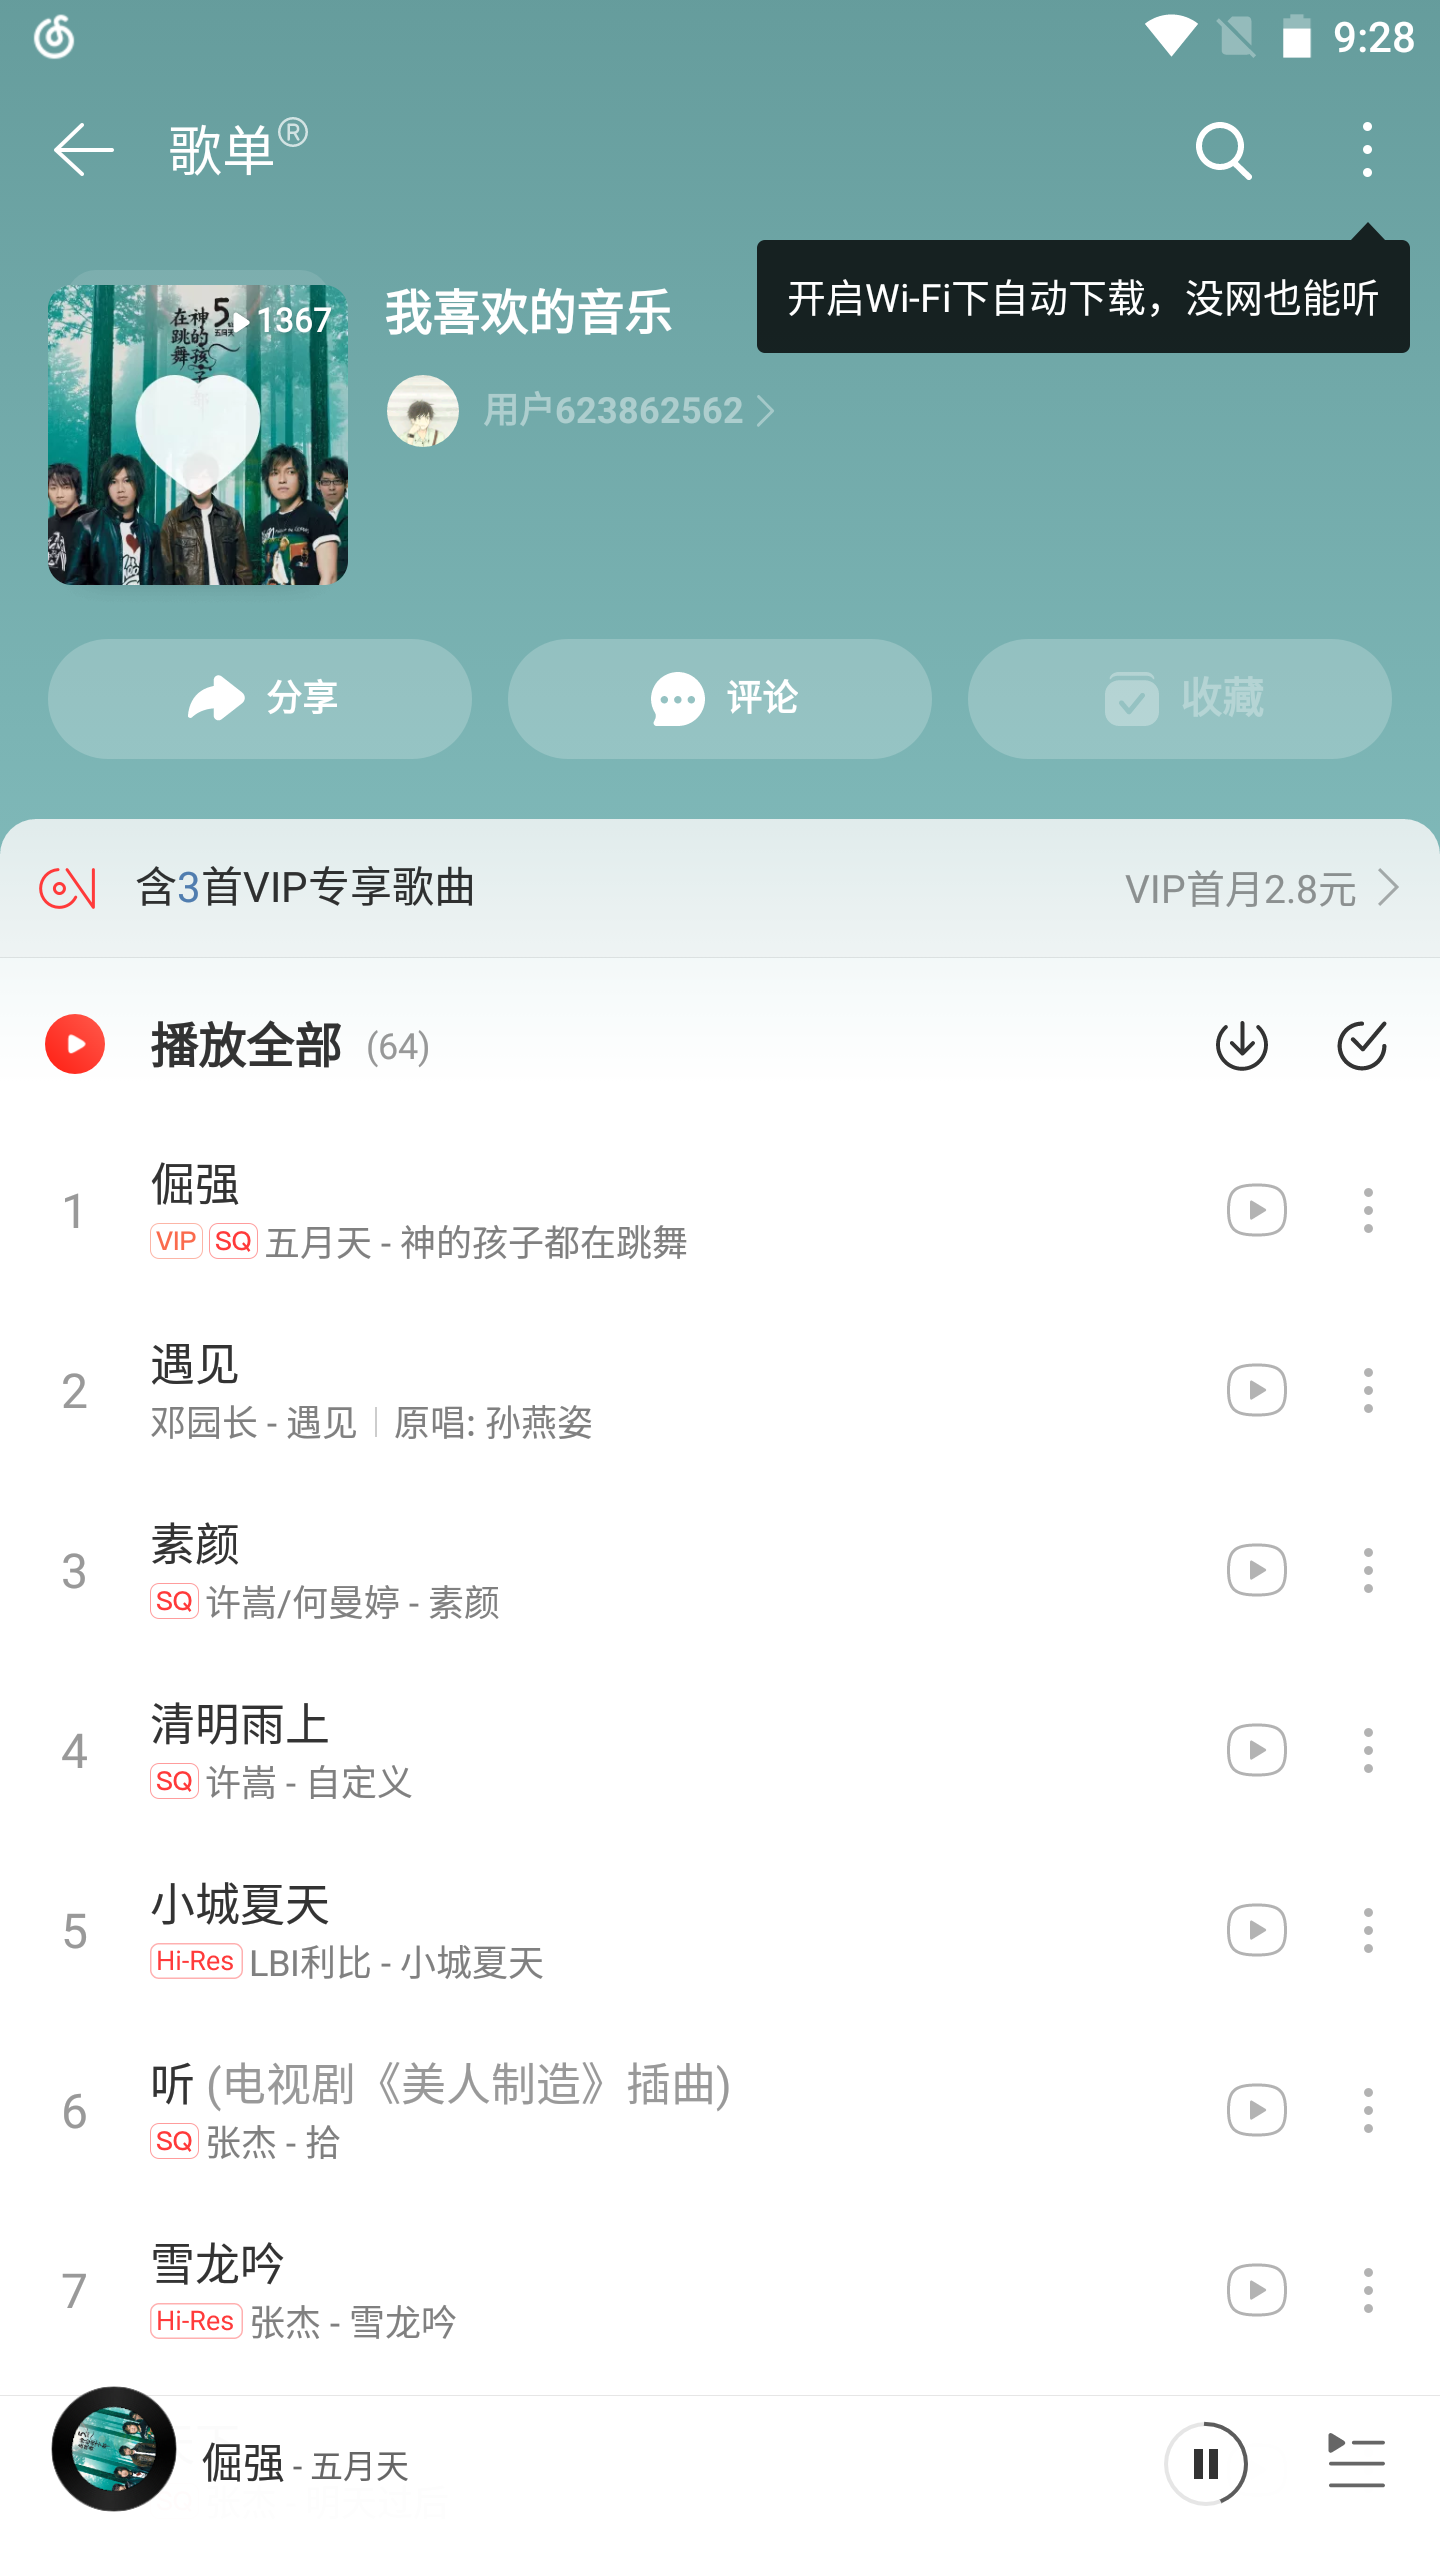 9:28
歌单®
开启Wi-Fi下自动下载，没网也能听
1367
我喜欢的音乐
用户623862562
分享
评论
收藏
含3首VIP专享歌曲
VIP首月2.8元
播放全部 (64)
1
倔强
VIP SQ 五月天 - 神的孩子都在跳舞
2
遇见
邓园长 - 遇见 | 原唱: 孙燕姿
3
素颜
SQ 许嵩/何曼婷 - 素颜
4
清明雨上
SQ 许嵩 - 自定义
5
小城夏天
Hi-Res LBI利比 - 小城夏天
6
听 (电视剧《美人制造》插曲)
SQ 张杰 - 拾
7
雪龙吟
Hi-Res 张杰 - 雪龙吟
倔强 - 五月天